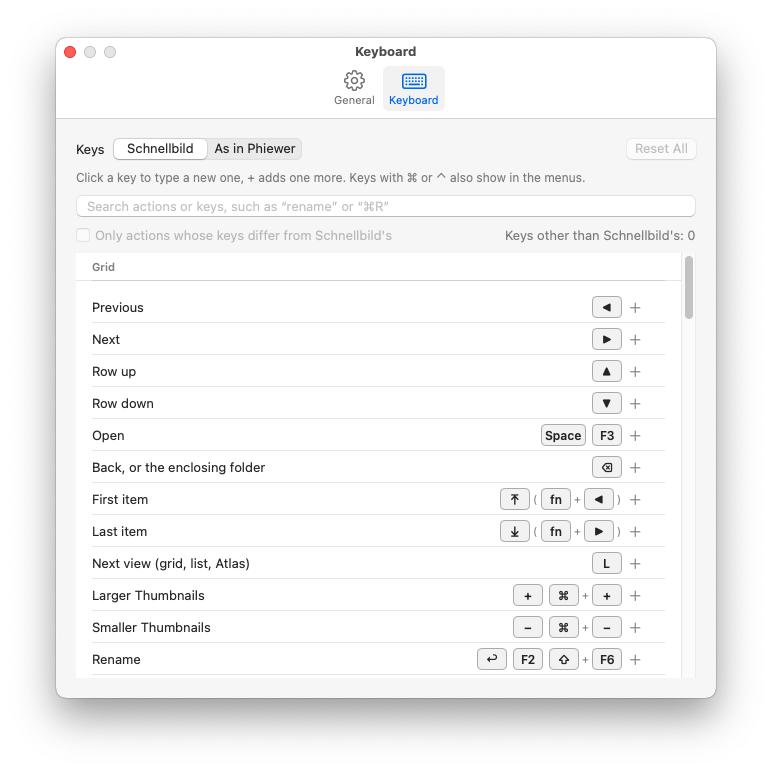 Keyboard
General Keyboard
Keys Schnellbild As in Phiewer Reset All
Click a key to type a new one, + adds one more. Keys with ⌘ or ^ also show in the menus.
Search actions or keys, such as “rename” or “⌘R”
Only actions whose keys differ from Schnellbild's Keys other than Schnellbild's: 0
Grid
Previous ◀ +
Next ▶ +
Row up ▲ +
Row down ▼ +
Open Space F3 +
Back, or the enclosing folder ⌫ +
First item ⤒ ( fn + ◀ ) +
Last item ⤓ ( fn + ▶ ) +
Next view (grid, list, Atlas) L +
Larger Thumbnails + ⌘ + + +
Smaller Thumbnails − ⌘ + − +
Rename ↩ F2 ⇧ + F6 +